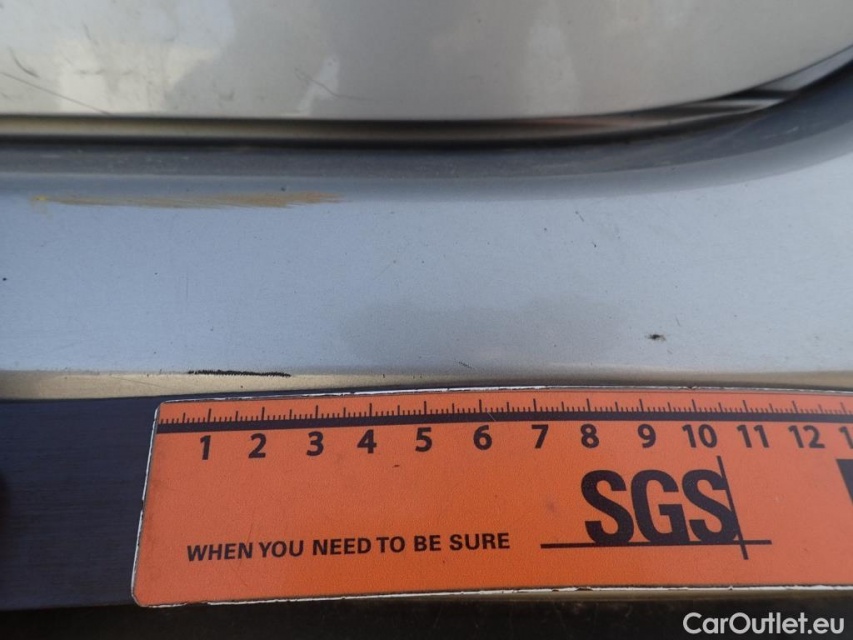 1 2 3 4 5 6 7 8 9 10 11 12 1
SGS
WHEN YOU NEED TO BE SURE
CarOutlet.eu